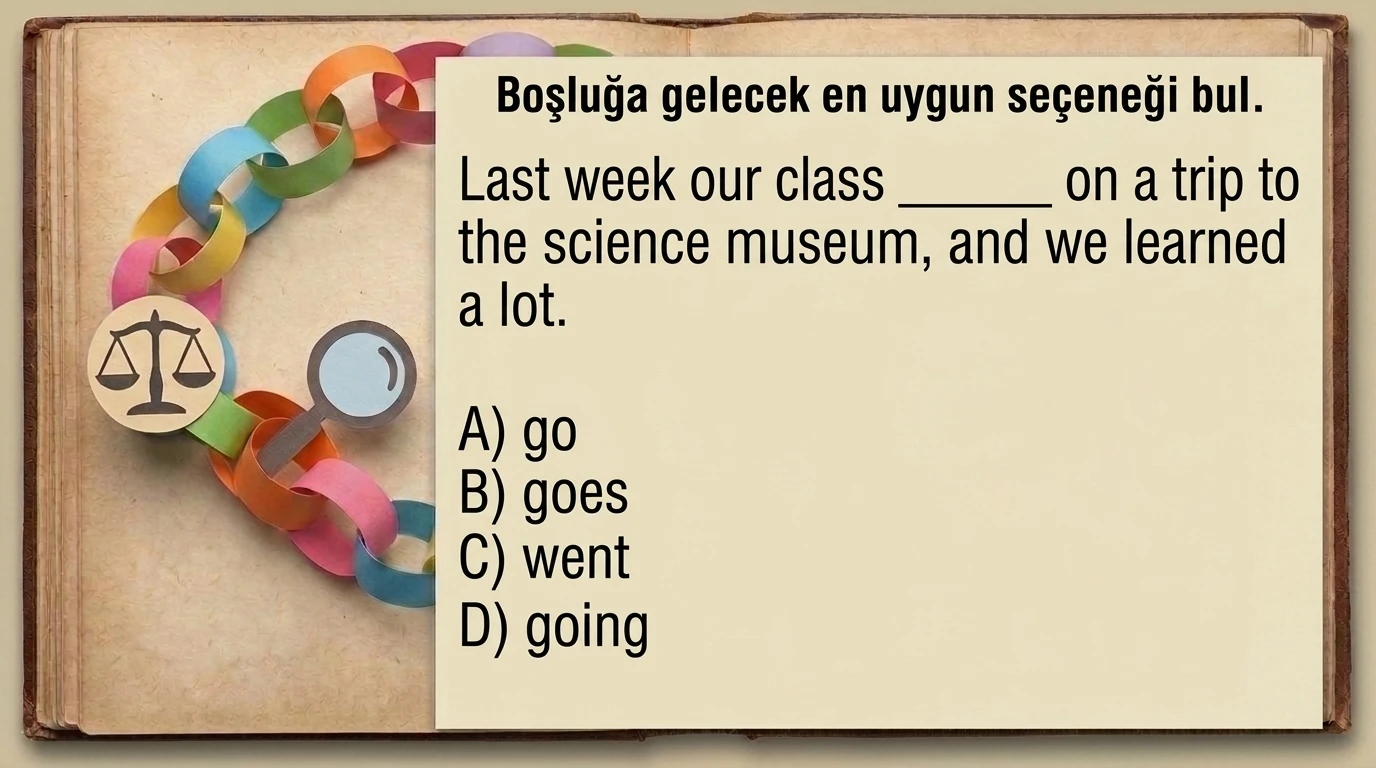 Boşluğa gelecek en uygun seçeneği bul.
Last week our class ______ on a trip to
the science museum, and we learned
a lot.
A) go
B) goes
C) went
D) going